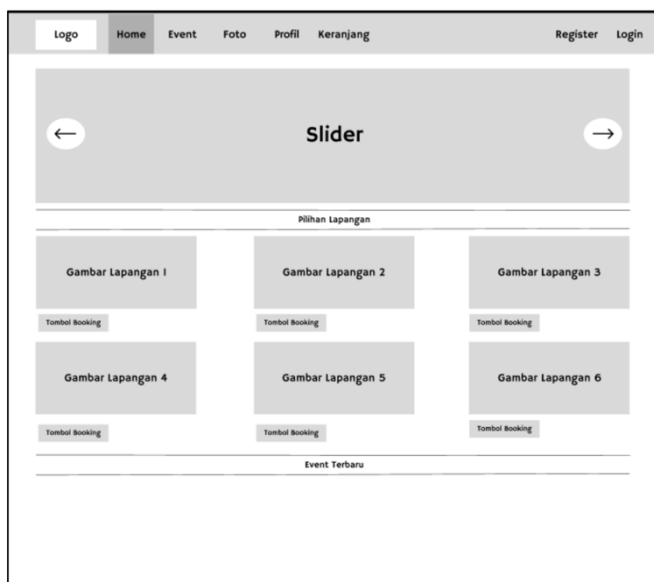 Logo Home Event Foto Profil Keranjang Register Login
Slider
Pilihan Lapangan
Gambar Lapangan 1 Gambar Lapangan 2 Gambar Lapangan 3
Tombol Booking Tombol Booking Tombol Booking
Gambar Lapangan 4 Gambar Lapangan 5 Gambar Lapangan 6
Tombol Booking Tombol Booking Tombol Booking
Event Terbaru